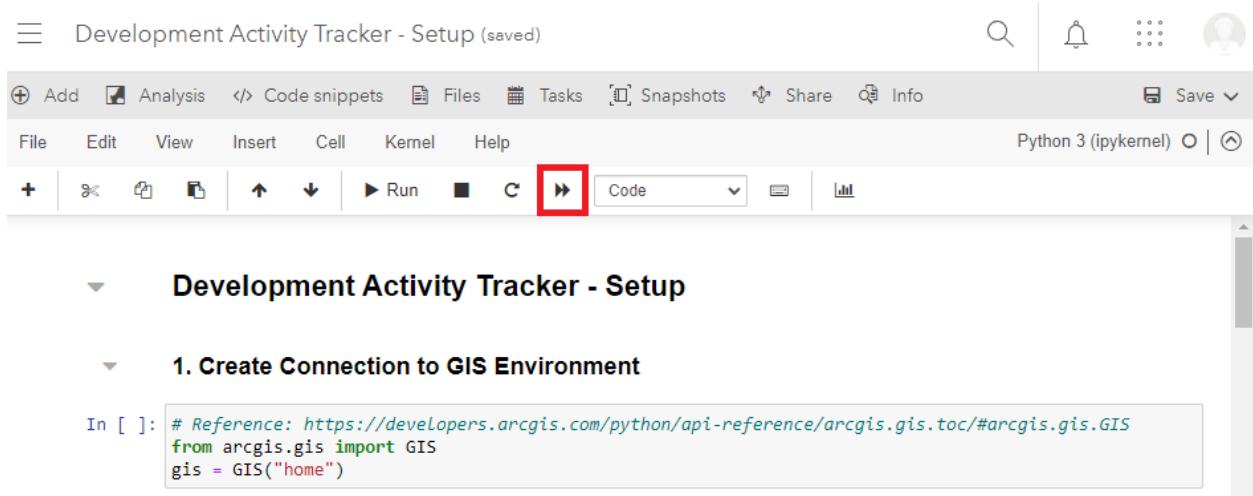 Development Activity Tracker - Setup (saved)
Add Analysis </> Code snippets Files Tasks Snapshots Share Info Save
File Edit View Insert Cell Kernel Help Python 3 (ipykernel)
Run Code
Development Activity Tracker - Setup
1. Create Connection to GIS Environment
In [ ]: # Reference: https://developers.arcgis.com/python/api-reference/arcgis.gis.toc/#arcgis.gis.GIS
from arcgis.gis import GIS
gis = GIS("home")